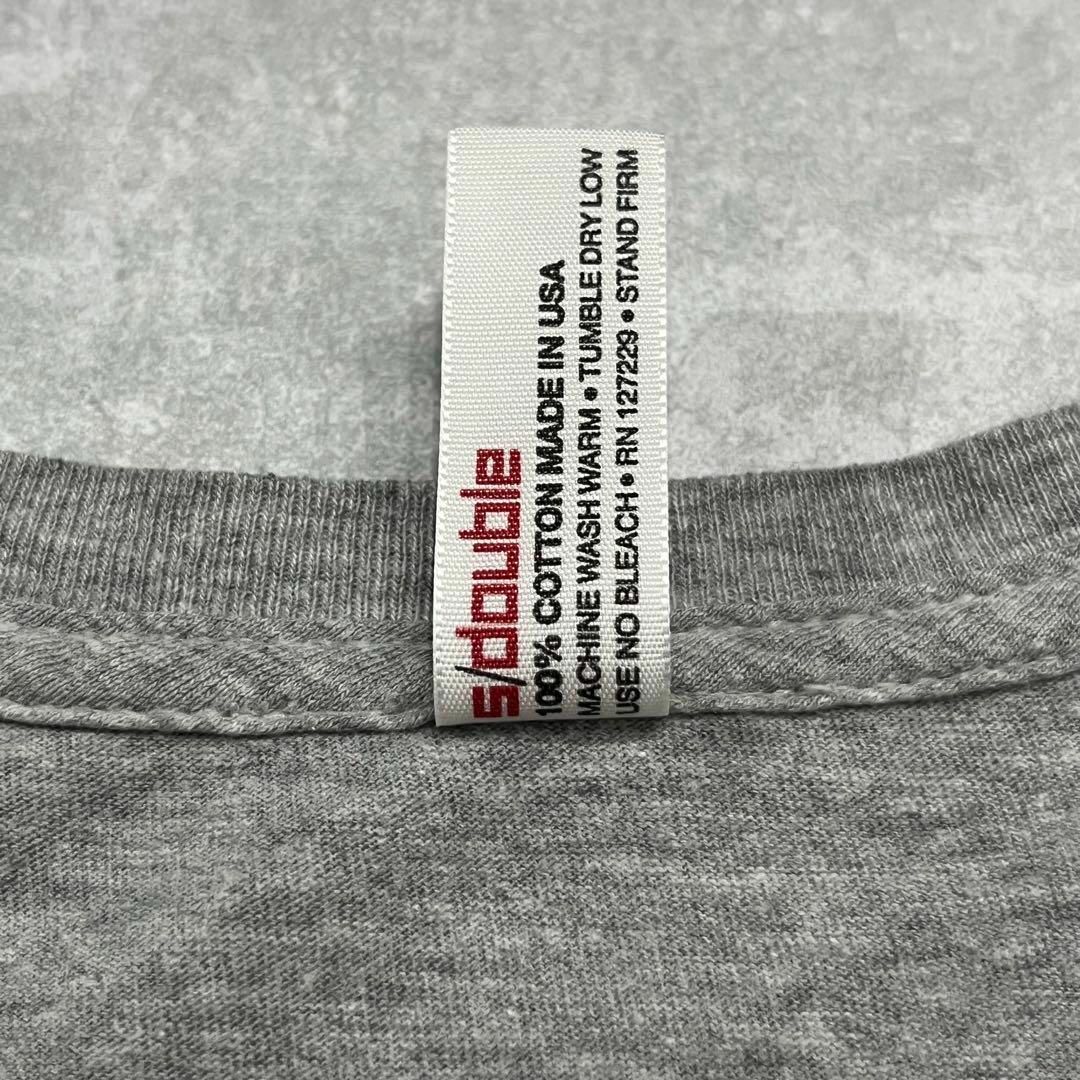 s/double
100% COTTON MADE IN USA
MACHINE WASH WARM • TUMBLE DRY LOW
USE NO BLEACH • RN 127229 • STAND FIRM